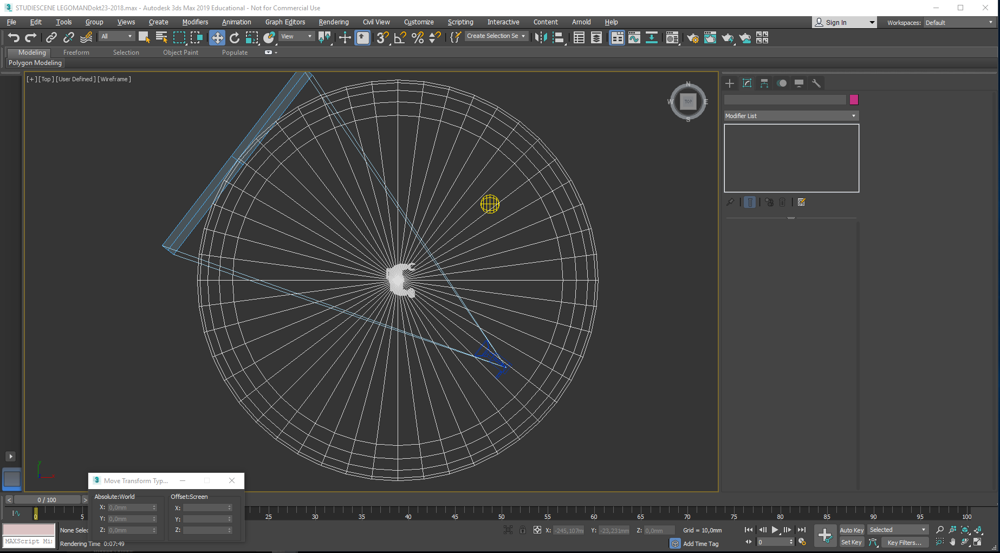 STUDIESCENE LEGOMANDokt23-2018.max - Autodesk 3ds Max 2019 Educational - Not for Commercial Use
File Edit Tools Group Views Create Modifiers Animation Graph Editors Rendering Civil View Customize Scripting Interactive Content Arnold Help Sign In Workspaces: Default
All View Create Selection Se
Modeling Freeform Selection Object Paint Populate
Polygon Modeling
[+] [Top] [User Defined] [Wireframe]
N
W TOP E
S
Modifier List
y
Move Transform Typ...
Absolute:World Offset:Screen
X: 0,0mm X:
Y: 0,0mm Y:
Z: 0,0mm Z:
< 0 / 100 >
0 5 25 30 35 40 45 50 55 60 65 70 75 80 85 90 95 100
None Selec
MAXScript Mi
Rendering Time 0:07:49
X: -245,107m Y: -23,231mm Z: 0,0mm Grid = 10,0mm
Add Time Tag
0
Auto Key Selected
Set Key Key Filters...